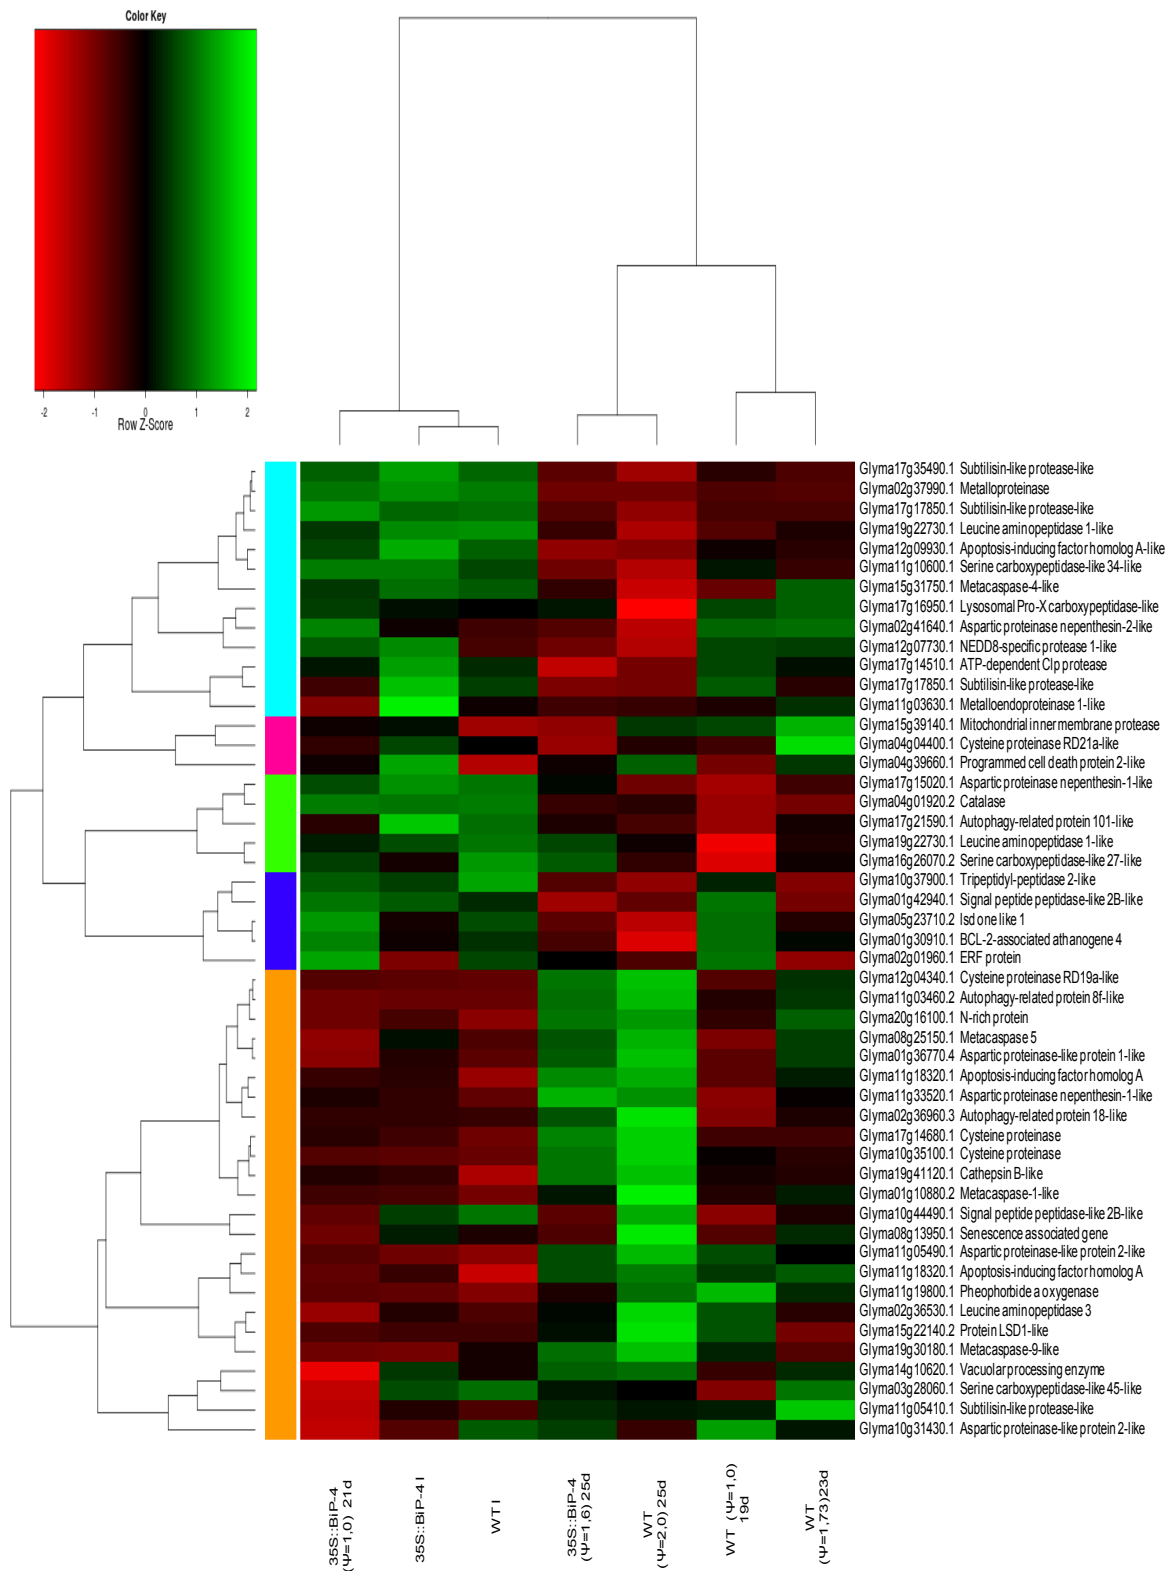 Color Key
-2 -1 0 1 2
Row Z-Score
Glyma17g35490.1 Subtilisin-like protease-like
Glyma02g37990.1 Metalloproteinase
Glyma17g17850.1 Subtilisin-like protease-like
Glyma19g22730.1 Leucine aminopeptidase 1-like
Glyma12g09930.1 Apoptosis-inducing factor homolog A-like
Glyma11g10600.1 Serine carboxypeptidase-like 34-like
Glyma15g31750.1 Metacaspase-4-like
Glyma17g16950.1 Lysosomal Pro-X carboxypeptidase-like
Glyma02g41640.1 Aspartic proteinase nepenthesin-2-like
Glyma12g07730.1 NEDD8-specific protease 1-like
Glyma17g14510.1 ATP-dependent Clp protease
Glyma17g17850.1 Subtilisin-like protease-like
Glyma11g03630.1 Metalloendoproteinase 1-like
Glyma15g39140.1 Mitochondrial inner membrane protease
Glyma04g04400.1 Cysteine proteinase RD21a-like
Glyma04g39660.1 Programmed cell death protein 2-like
Glyma17g15020.1 Aspartic proteinase nepenthesin-1-like
Glyma04g01920.2 Catalase
Glyma17g21590.1 Autophagy-related protein 101-like
Glyma19g22730.1 Leucine aminopeptidase 1-like
Glyma16g26070.2 Serine carboxypeptidase-like 27-like
Glyma10g37900.1 Tripeptidyl-peptidase 2-like
Glyma01g42940.1 Signal peptide peptidase-like 2B-like
Glyma05g23710.2 lsd one like 1
Glyma01g30910.1 BCL-2-associated athanogene 4
Glyma02g01960.1 ERF protein
Glyma12g04340.1 Cysteine proteinase RD19a-like
Glyma11g03460.2 Autophagy-related protein 8f-like
Glyma20g16100.1 N-rich protein
Glyma08g25150.1 Metacaspase 5
Glyma01g36770.4 Aspartic proteinase-like protein 1-like
Glyma11g18320.1 Apoptosis-inducing factor homolog A
Glyma11g33520.1 Aspartic proteinase nepenthesin-1-like
Glyma02g36960.3 Autophagy-related protein 18-like
Glyma17g14680.1 Cysteine proteinase
Glyma10g35100.1 Cysteine proteinase
Glyma19g41120.1 Cathepsin B-like
Glyma01g10880.2 Metacaspase-1-like
Glyma10g44490.1 Signal peptide peptidase-like 2B-like
Glyma08g13950.1 Senescence associated gene
Glyma11g05490.1 Aspartic proteinase-like protein 2-like
Glyma11g18320.1 Apoptosis-inducing factor homolog A
Glyma11g19800.1 Pheophorbide a oxygenase
Glyma02g36530.1 Leucine aminopeptidase 3
Glyma15g22140.2 Protein LSD1-like
Glyma19g30180.1 Metacaspase-9-like
Glyma14g10620.1 Vacuolar processing enzyme
Glyma03g28060.1 Serine carboxypeptidase-like 45-like
Glyma11g05410.1 Subtilisin-like protease-like
Glyma10g31430.1 Aspartic proteinase-like protein 2-like
35S::BiP-4
(Ψ=1,0) 21d
35S::BiP-4 I
WT I
35S::BiP-4
(Ψ=1,6) 25d
WT
(Ψ=2,0) 25d
WT (Ψ=1,0)
19d
WT
(Ψ=1,73)23d